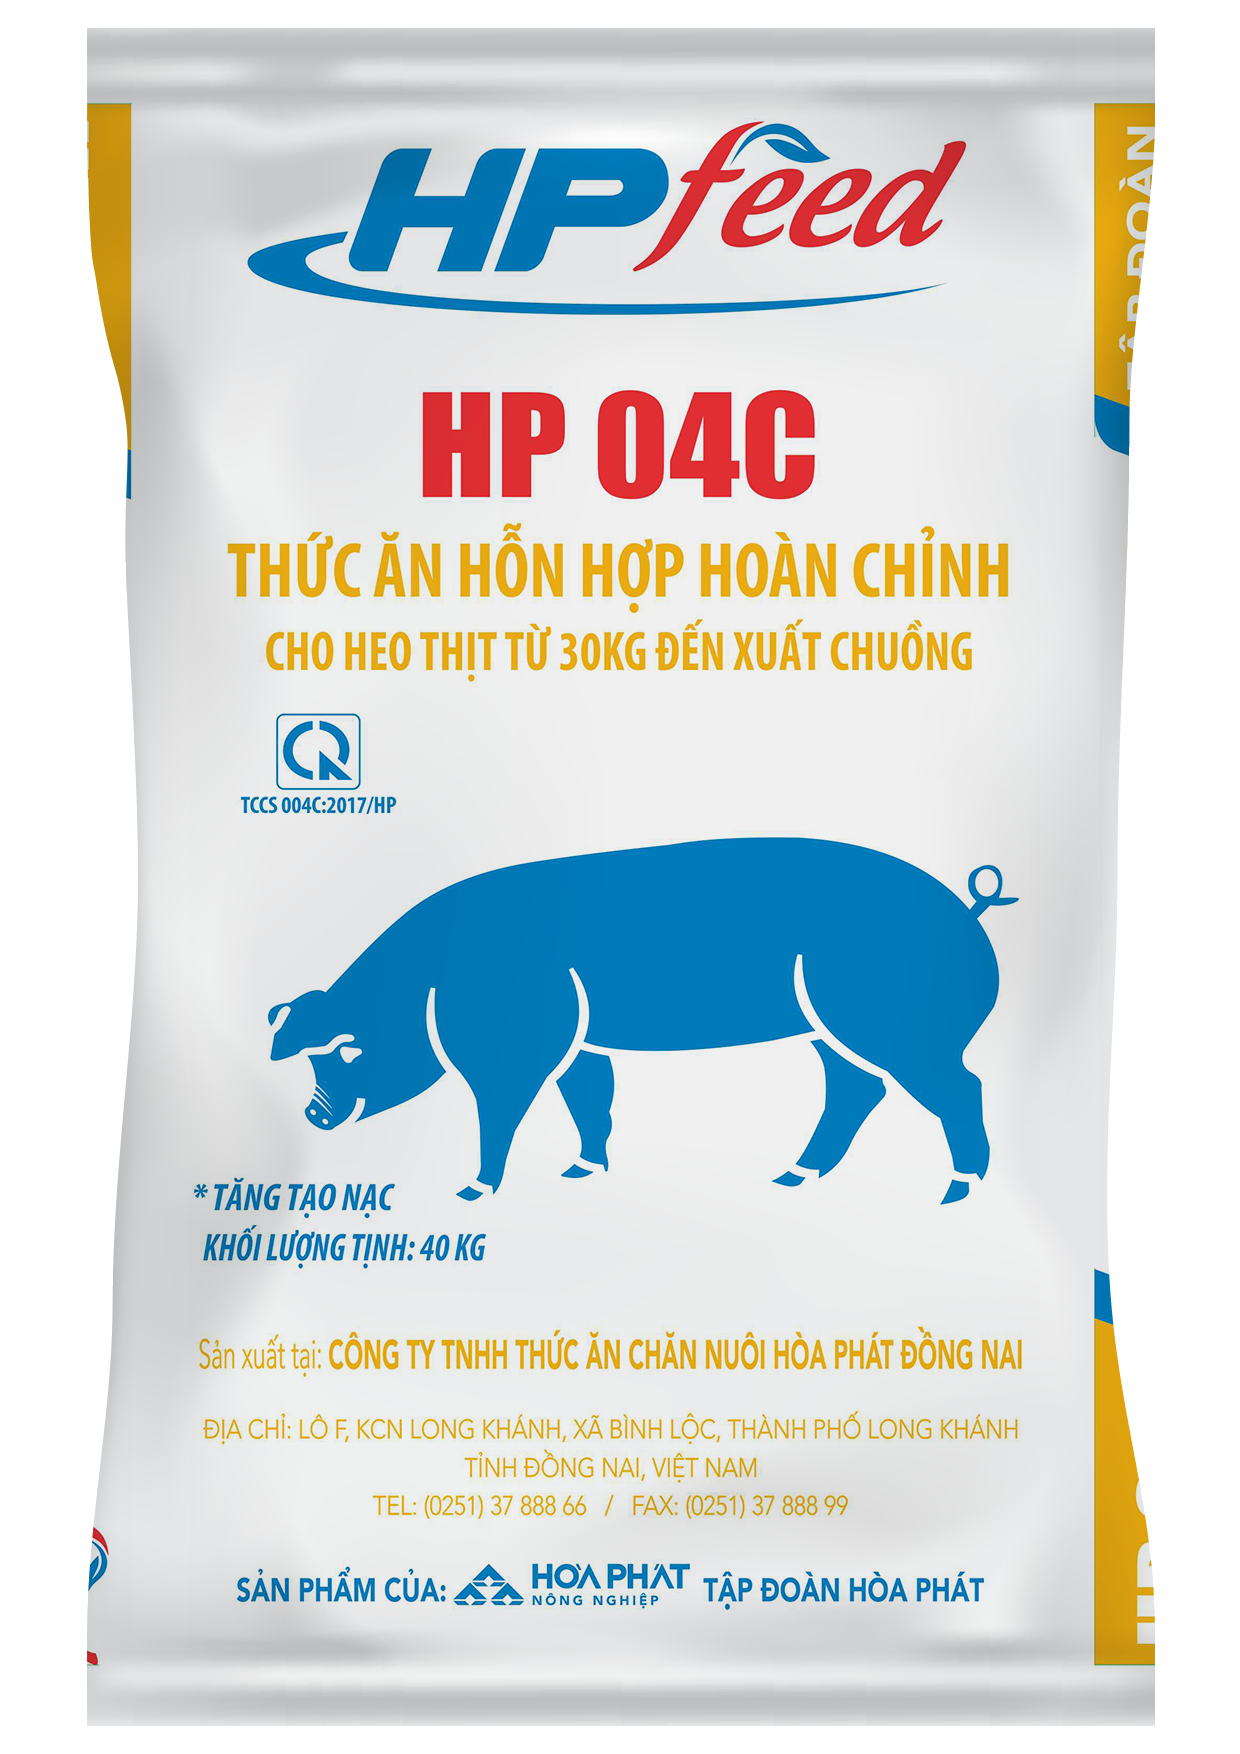 HPfeed
HP 04C
THỨC ĂN HỖN HỢP HOÀN CHỈNH
CHO HEO THỊT TỪ 30KG ĐẾN XUẤT CHUỒNG
TCCS 004C:2017/HP
* TĂNG TẠO NẠC
KHỐI LƯỢNG TỊNH: 40 KG
Sản xuất tại: CÔNG TY TNHH THỨC ĂN CHĂN NUÔI HÒA PHÁT ĐỒNG NAI
ĐỊA CHỈ: LÔ F, KCN LONG KHÁNH, XÃ BÌNH LỘC, THÀNH PHỐ LONG KHÁNH
TỈNH ĐỒNG NAI, VIỆT NAM
TEL: (0251) 37 888 66 / FAX: (0251) 37 888 99
SẢN PHẨM CỦA: HÒA PHÁT NÔNG NGHIỆP TẬP ĐOÀN HÒA PHÁT
TẬP ĐOÀN